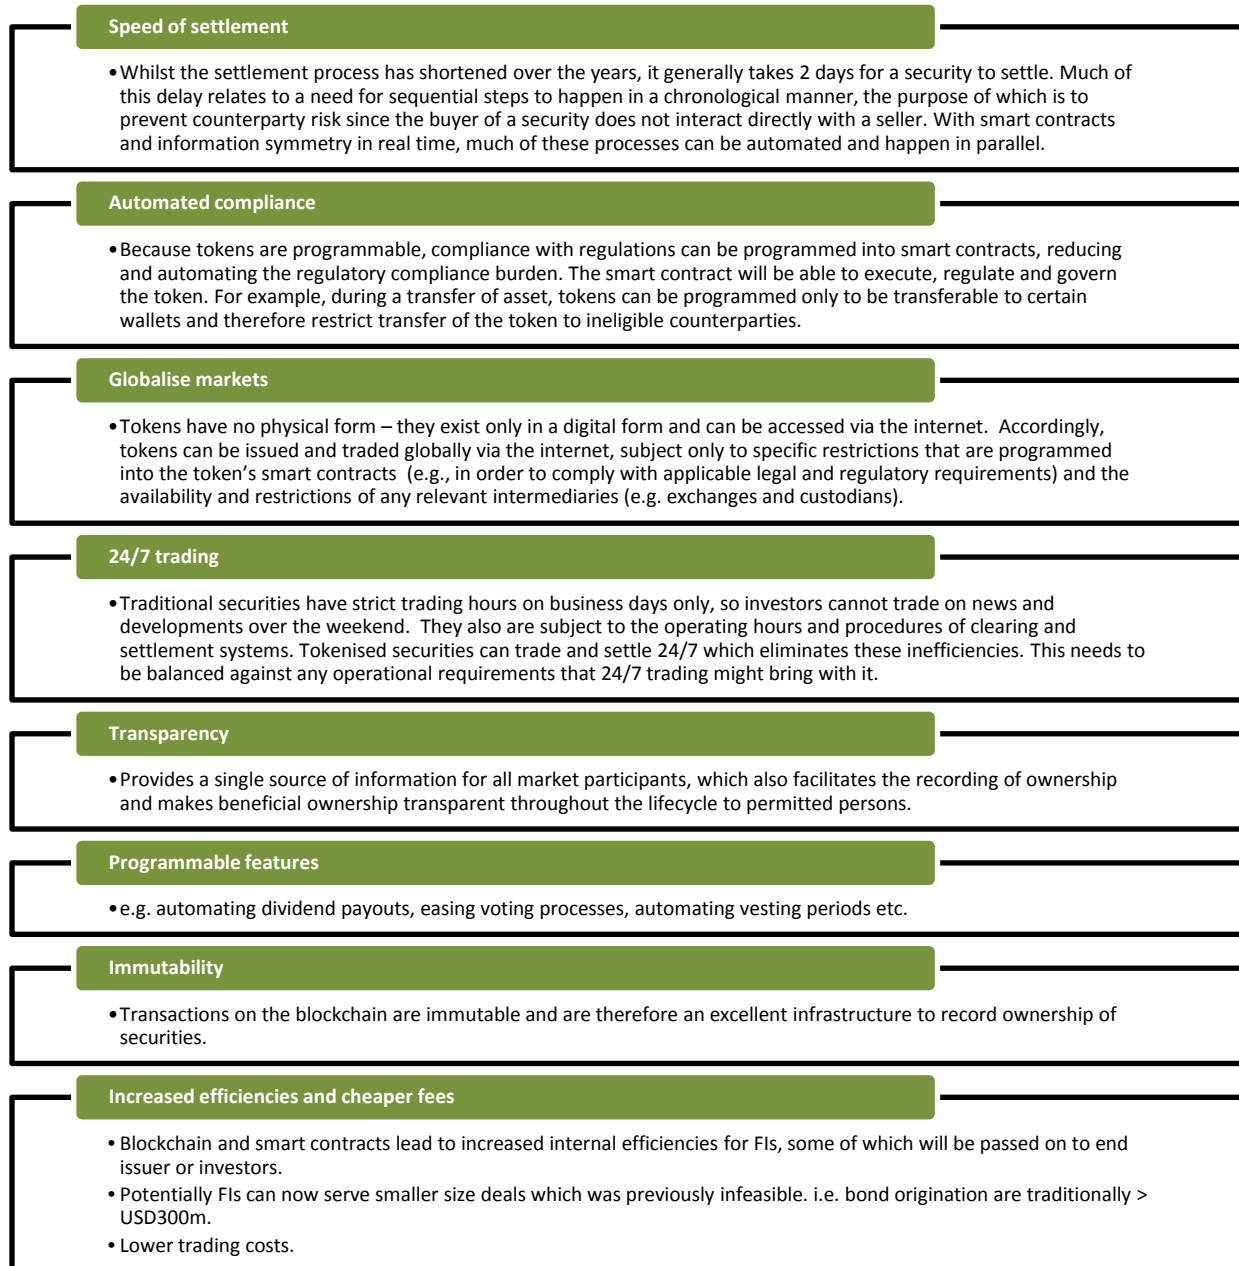 Speed of settlement
•Whilst the settlement process has shortened over the years, it generally takes 2 days for a security to settle. Much of
this delay relates to a need for sequential steps to happen in a chronological manner, the purpose of which is to
prevent counterparty risk since the buyer of a security does not interact directly with a seller. With smart contracts
and information symmetry in real time, much of these processes can be automated and happen in parallel.
Automated compliance
•Because tokens are programmable, compliance with regulations can be programmed into smart contracts, reducing
and automating the regulatory compliance burden. The smart contract will be able to execute, regulate and govern
the token. For example, during a transfer of asset, tokens can be programmed only to be transferable to certain
wallets and therefore restrict transfer of the token to ineligible counterparties.
Globalise markets
•Tokens have no physical form – they exist only in a digital form and can be accessed via the internet.  Accordingly,
tokens can be issued and traded globally via the internet, subject only to specific restrictions that are programmed
into the token's smart contracts  (e.g., in order to comply with applicable legal and regulatory requirements) and the
availability and restrictions of any relevant intermediaries (e.g. exchanges and custodians).
24/7 trading
•Traditional securities have strict trading hours on business days only, so investors cannot trade on news and
developments over the weekend.  They also are subject to the operating hours and procedures of clearing and
settlement systems. Tokenised securities can trade and settle 24/7 which eliminates these inefficiencies. This needs to
be balanced against any operational requirements that 24/7 trading might bring with it.
Transparency
•Provides a single source of information for all market participants, which also facilitates the recording of ownership
and makes beneficial ownership transparent throughout the lifecycle to permitted persons.
Programmable features
•e.g. automating dividend payouts, easing voting processes, automating vesting periods etc.
Immutability
•Transactions on the blockchain are immutable and are therefore an excellent infrastructure to record ownership of
securities.
Increased efficiencies and cheaper fees
•Blockchain and smart contracts lead to increased internal efficiencies for FIs, some of which will be passed on to end
issuer or investors.
•Potentially FIs can now serve smaller size deals which was previously infeasible. i.e. bond origination are traditionally >
USD300m.
•Lower trading costs.